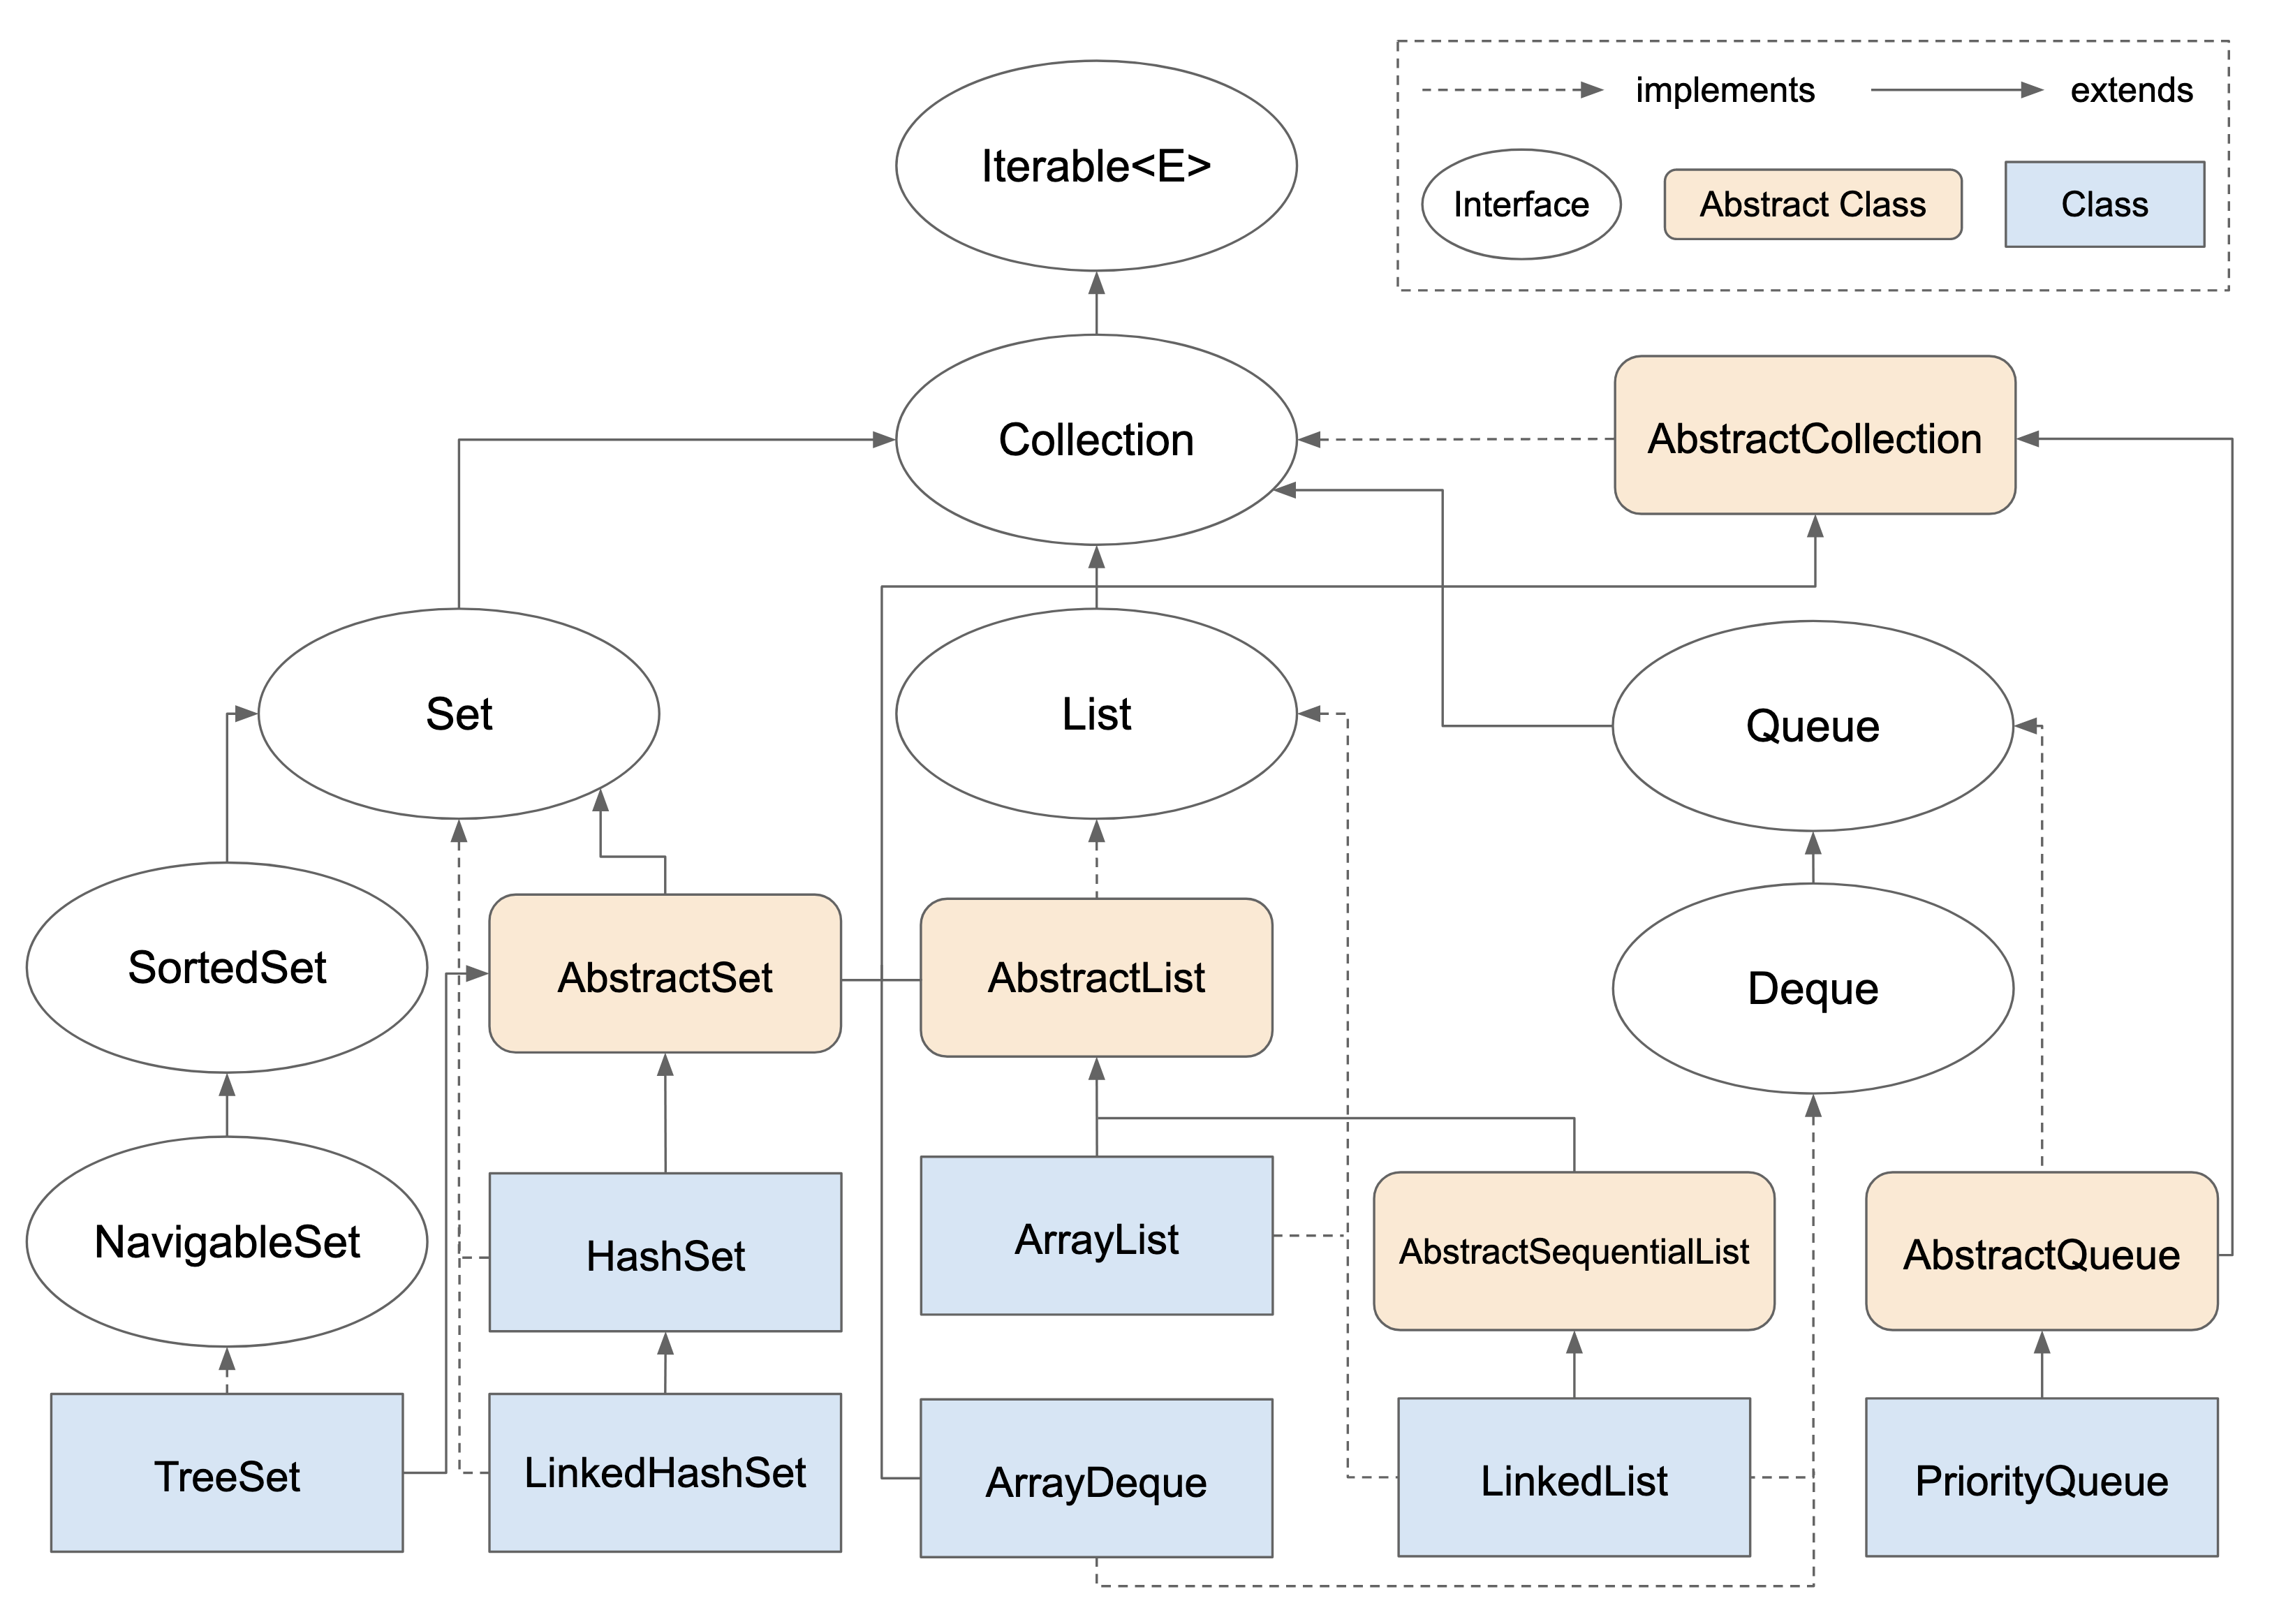 implements
extends
Iterable<E>
Interface
Abstract Class
Class
Collection
AbstractCollection
Set
List
Queue
SortedSet
AbstractSet
AbstractList
Deque
NavigableSet
HashSet
ArrayList
AbstractSequentialList
AbstractQueue
TreeSet
LinkedHashSet
ArrayDeque
LinkedList
PriorityQueue